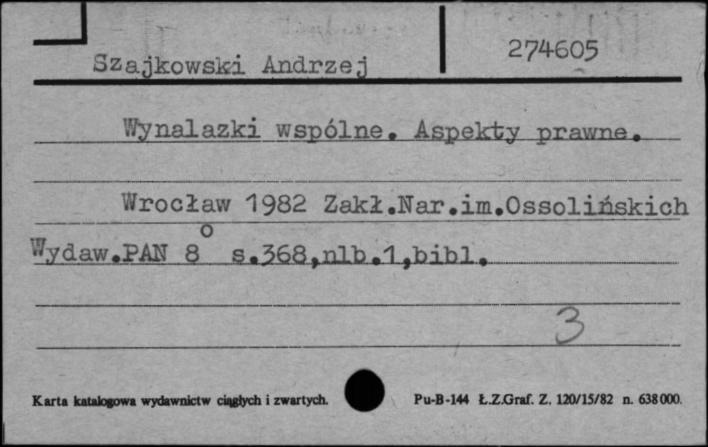 274605
Szajkowski Andrzej
Wynalazki wspólne. Aspekty prawne.
Wrocław 1982 Zakł.Nar.im.Ossolińskich
Wydaw.PAN 8° s.368,nlb.1,bibl.
3
Karta katalogowa wydawnictw ciągłych i zwartych. Pu-B-144 Ł.Z.Graf. Z. 120/15/82 n. 638000.